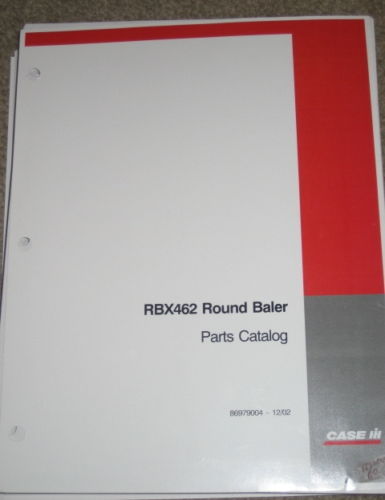 RBX462 Round Baler
Parts Catalog
86979004 - 12/02
CASE IH